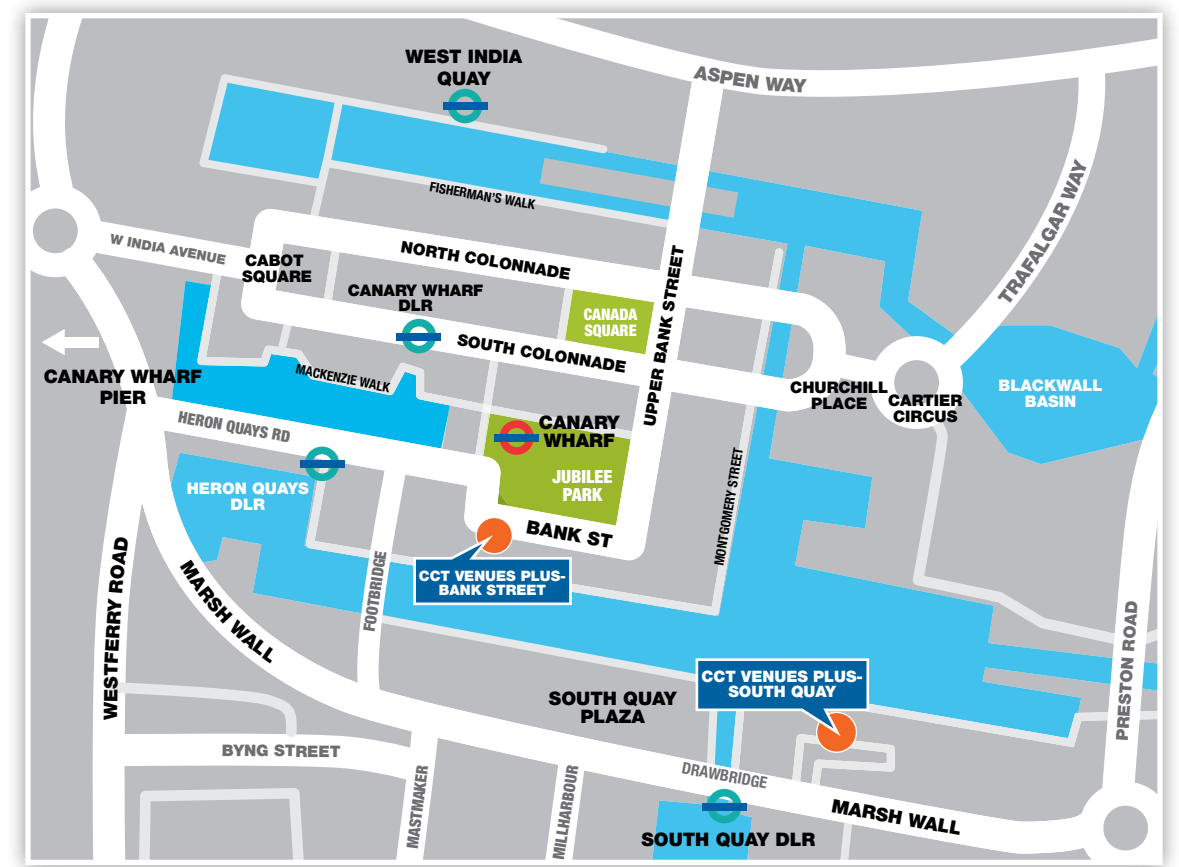 WEST INDIA
QUAY
ASPEN WAY
FISHERMAN'S WALK
TRAFALGAR WAY
W INDIA AVENUE
CABOT
SQUARE
NORTH COLONNADE
CANARY WHARF
DLR
CANADA
SQUARE
UPPER BANK STREET
SOUTH COLONNADE
MACKENZIE WALK
CANARY WHARF
PIER
CHURCHILL
PLACE
CARTIER
CIRCUS
BLACKWALL
BASIN
HERON QUAYS RD
CANARY
WHARF
JUBILEE
PARK
HERON QUAYS
DLR
MONTGOMERY STREET
BANK ST
CCT VENUES PLUS-
BANK STREET
FOOTBRIDGE
WESTFERRY ROAD
MARSH WALL
CCT VENUES PLUS-
SOUTH QUAY
SOUTH QUAY
PLAZA
PRESTON ROAD
BYNG STREET
MASTMAKER
MILLHARBOUR
DRAWBRIDGE
MARSH WALL
SOUTH QUAY DLR